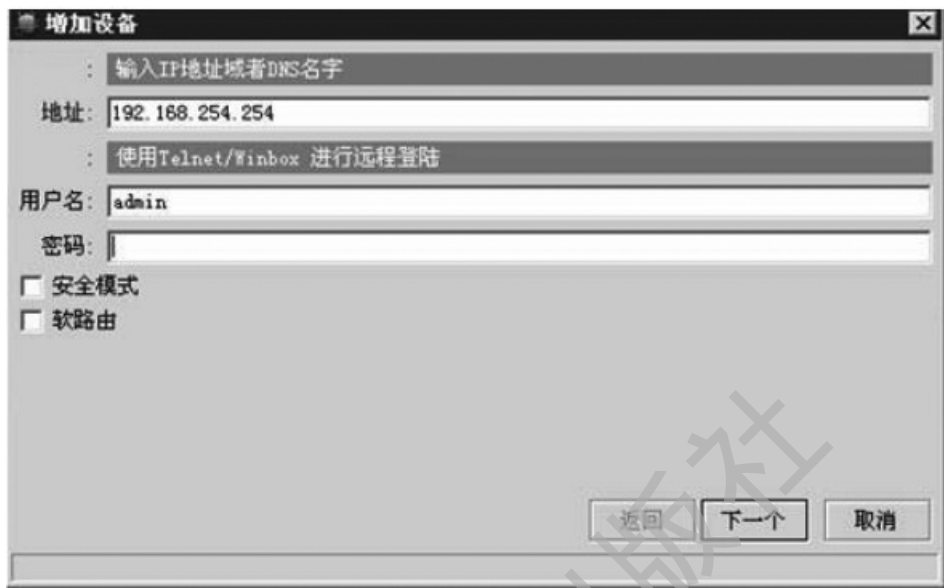 增加设备
: 输入IP地址域者DNS名字
地址: 192.168.254.254
: 使用Telnet/Winbox 进行远程登陆
用户名: admin
密码:
安全模式
软路由
返回 下一个 取消
版社